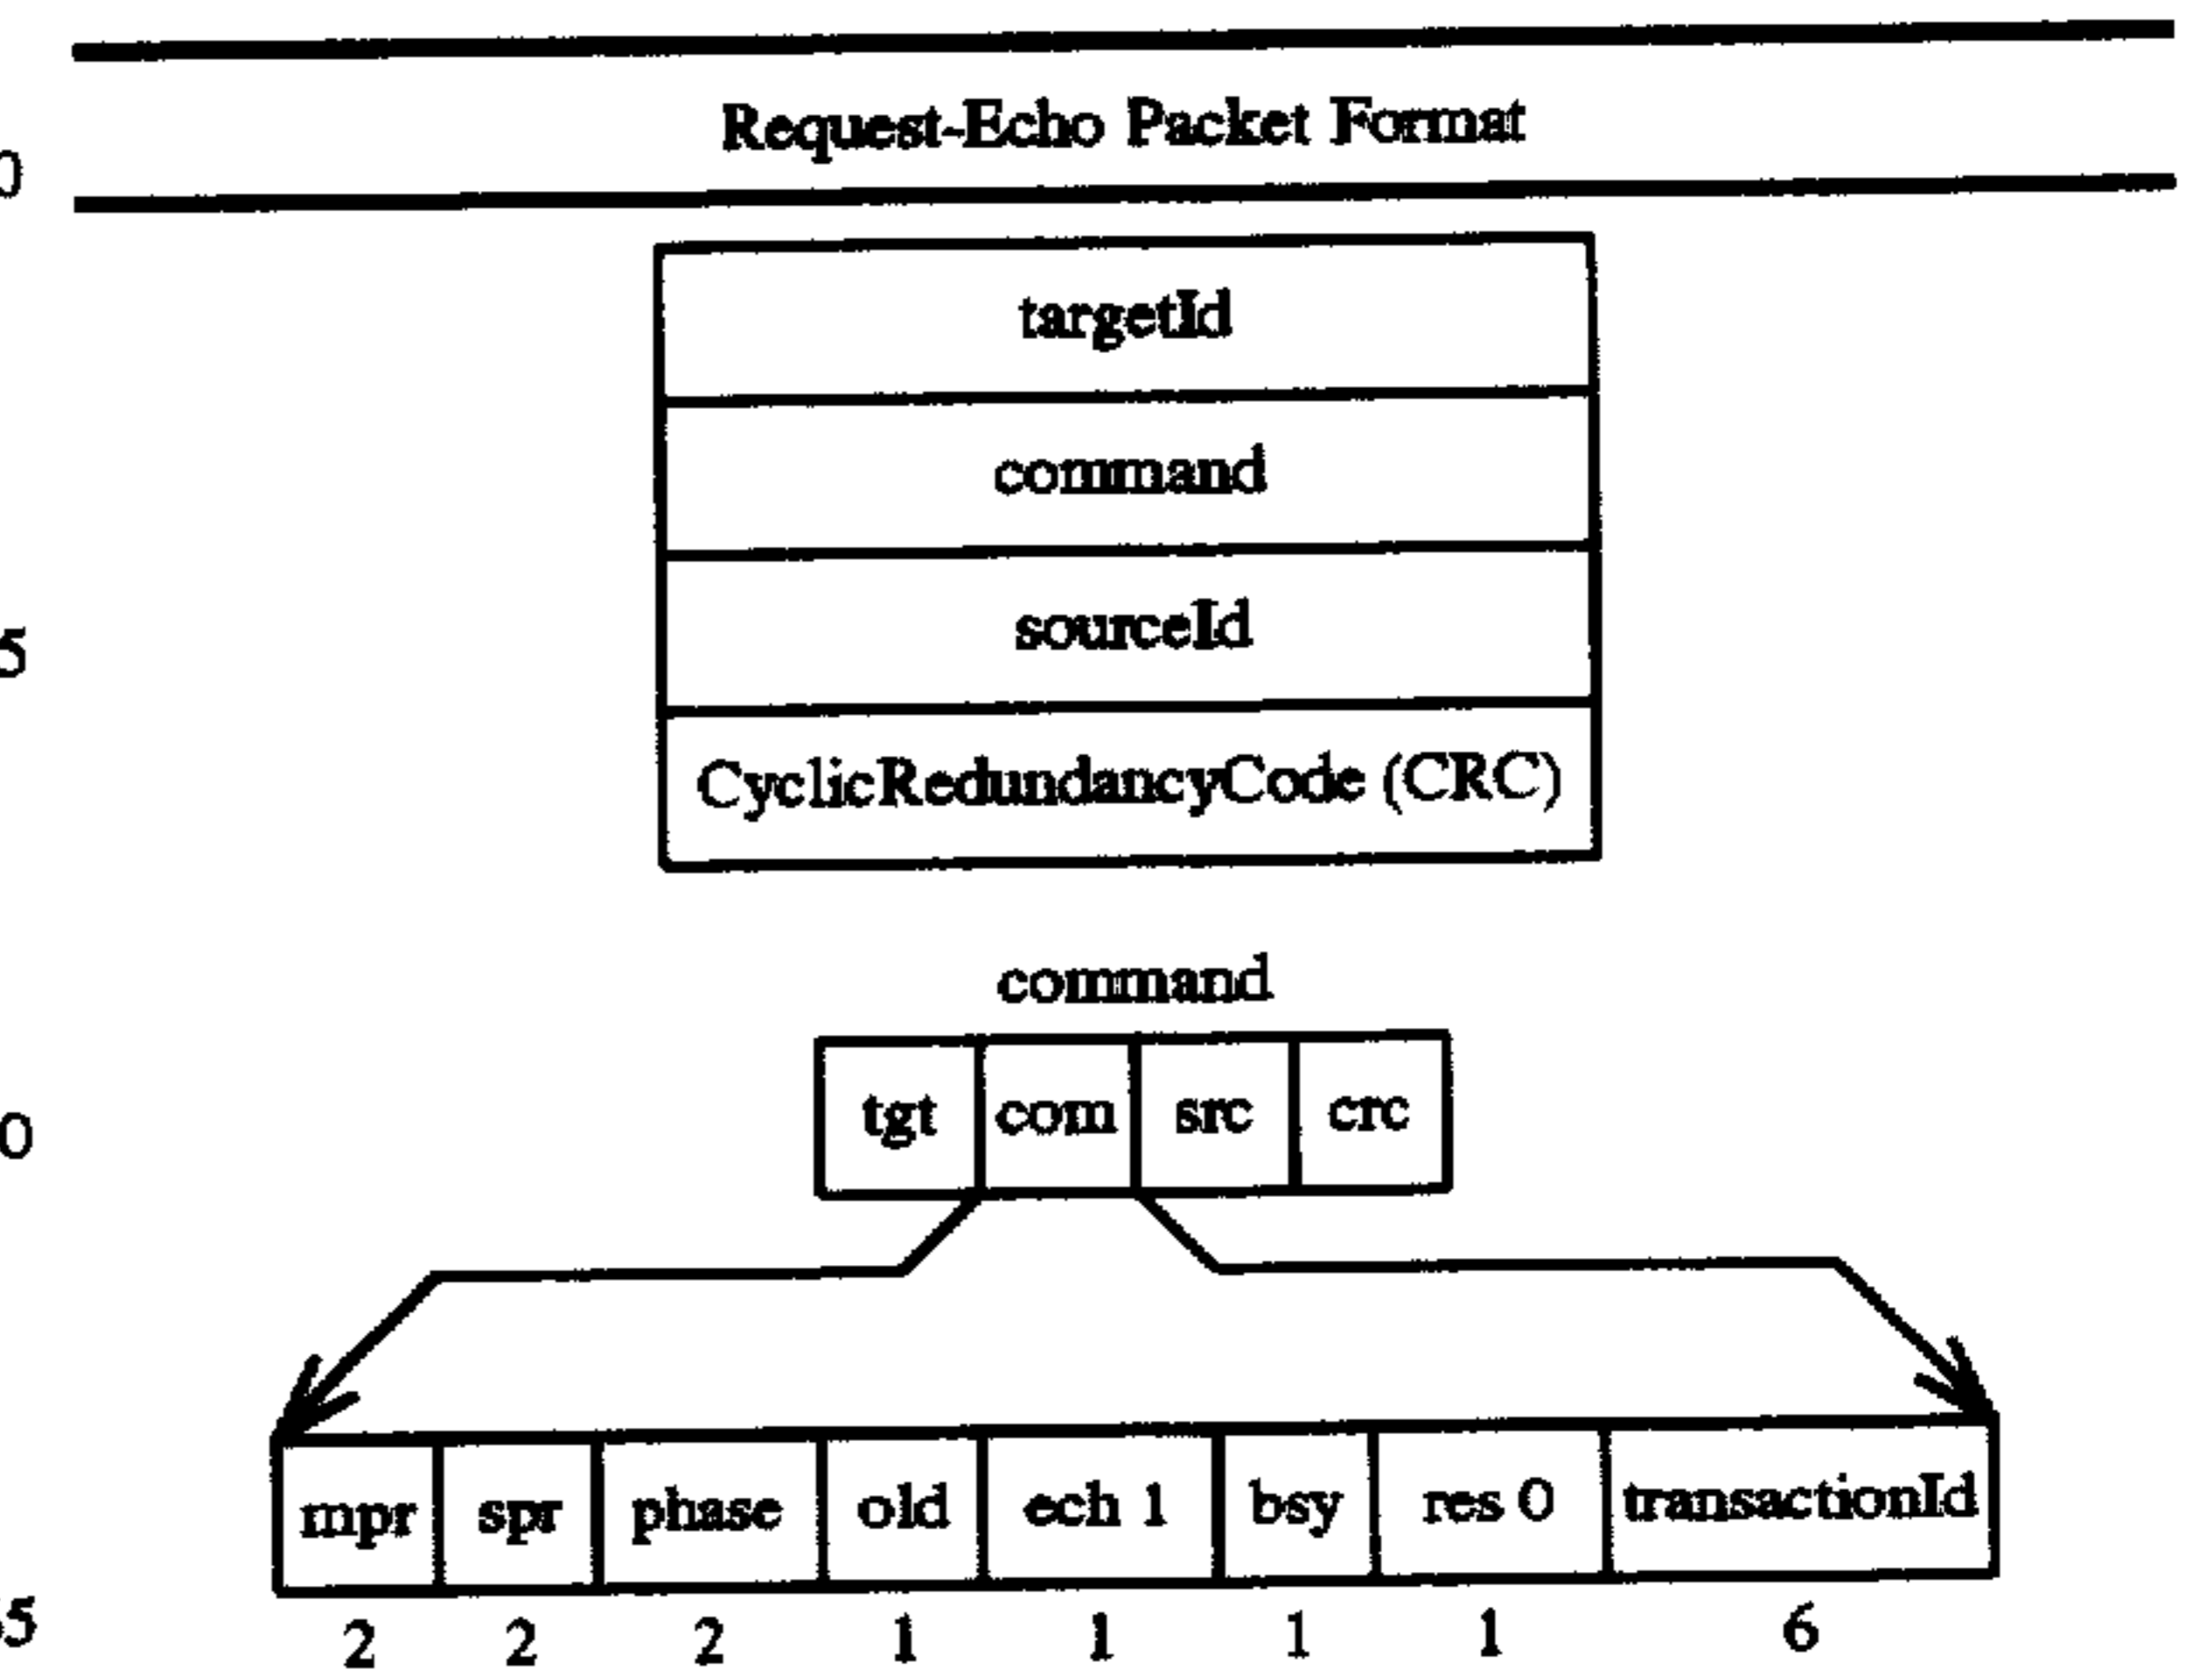 Request-Echo Packet Format
targetId
command
sourceId
CyclicRedundancyCode (CRC)
command
tgt com src crc
mpr spr phase old ech 1 bsy res 0 transactionId
2 2 2 1 1 1 1 6